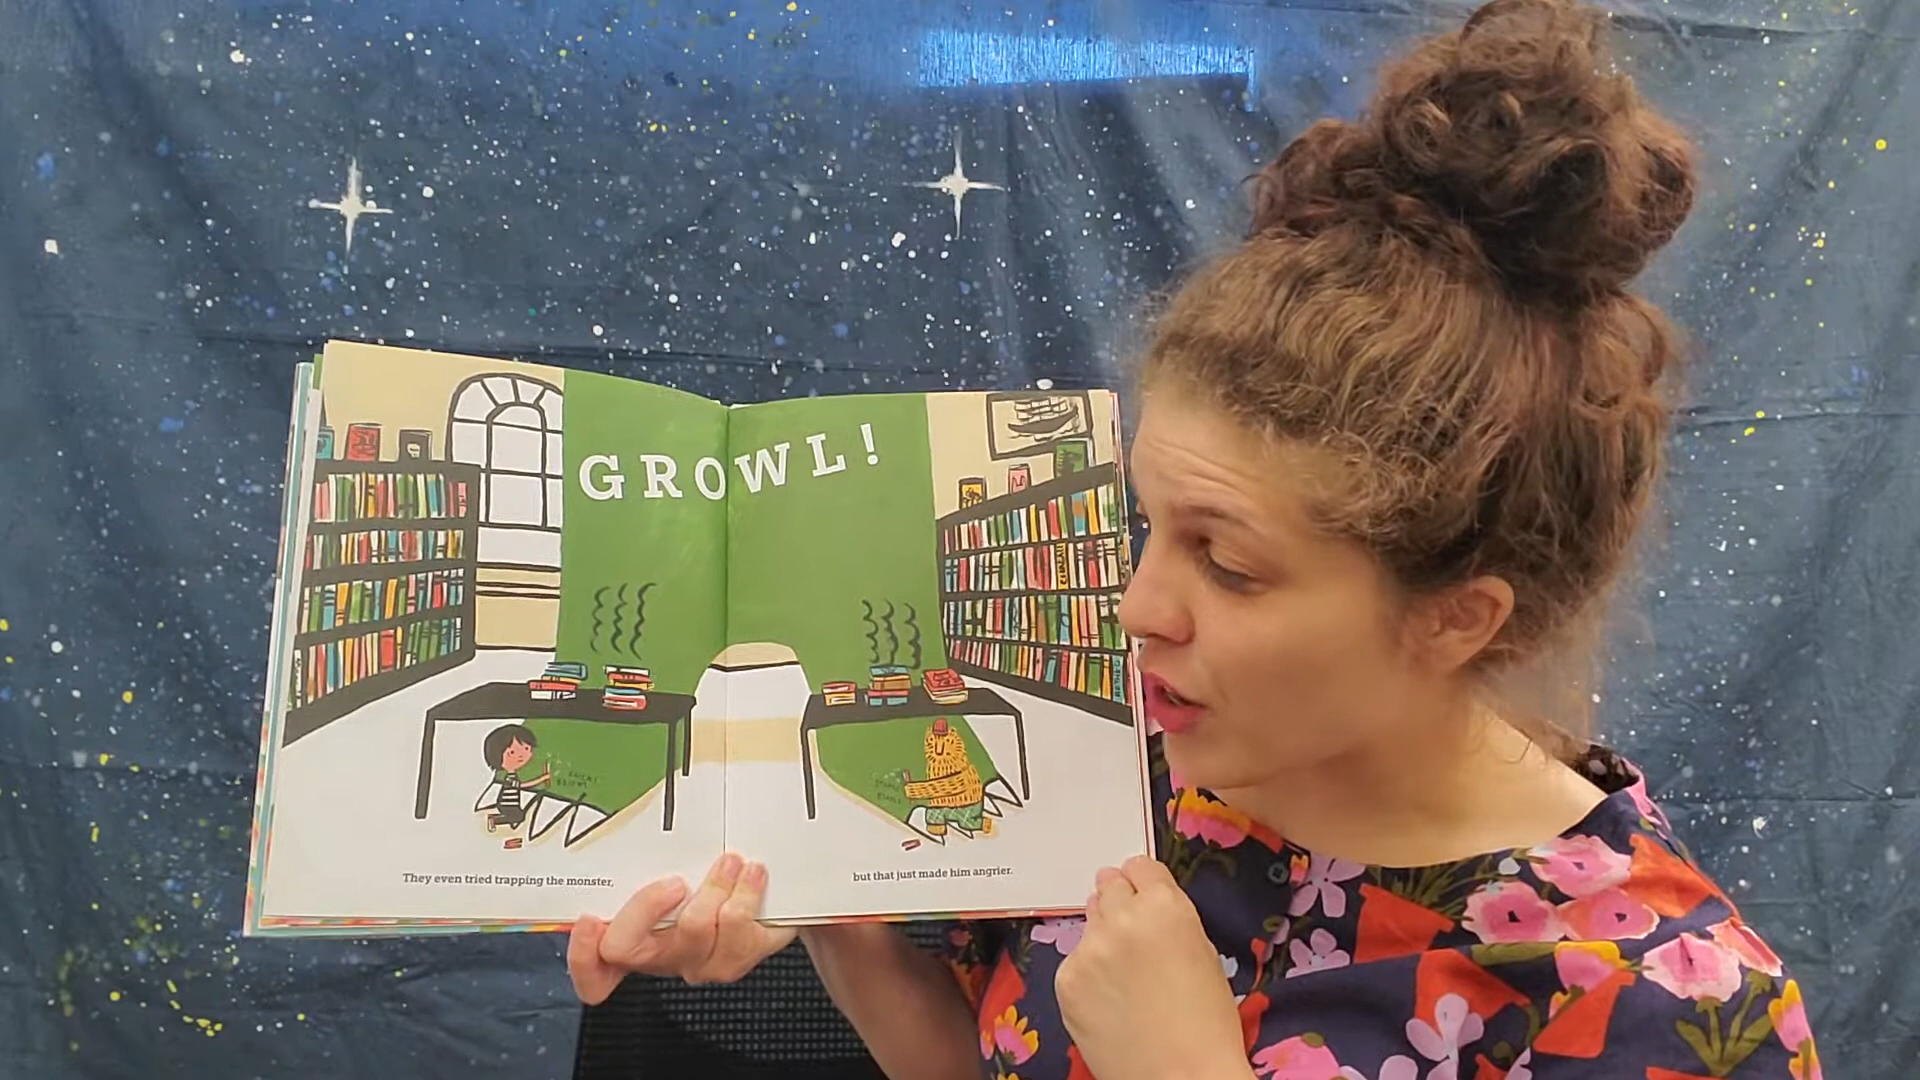 GROWL!
They even tried trapping the monster,
but that just made him angrier.